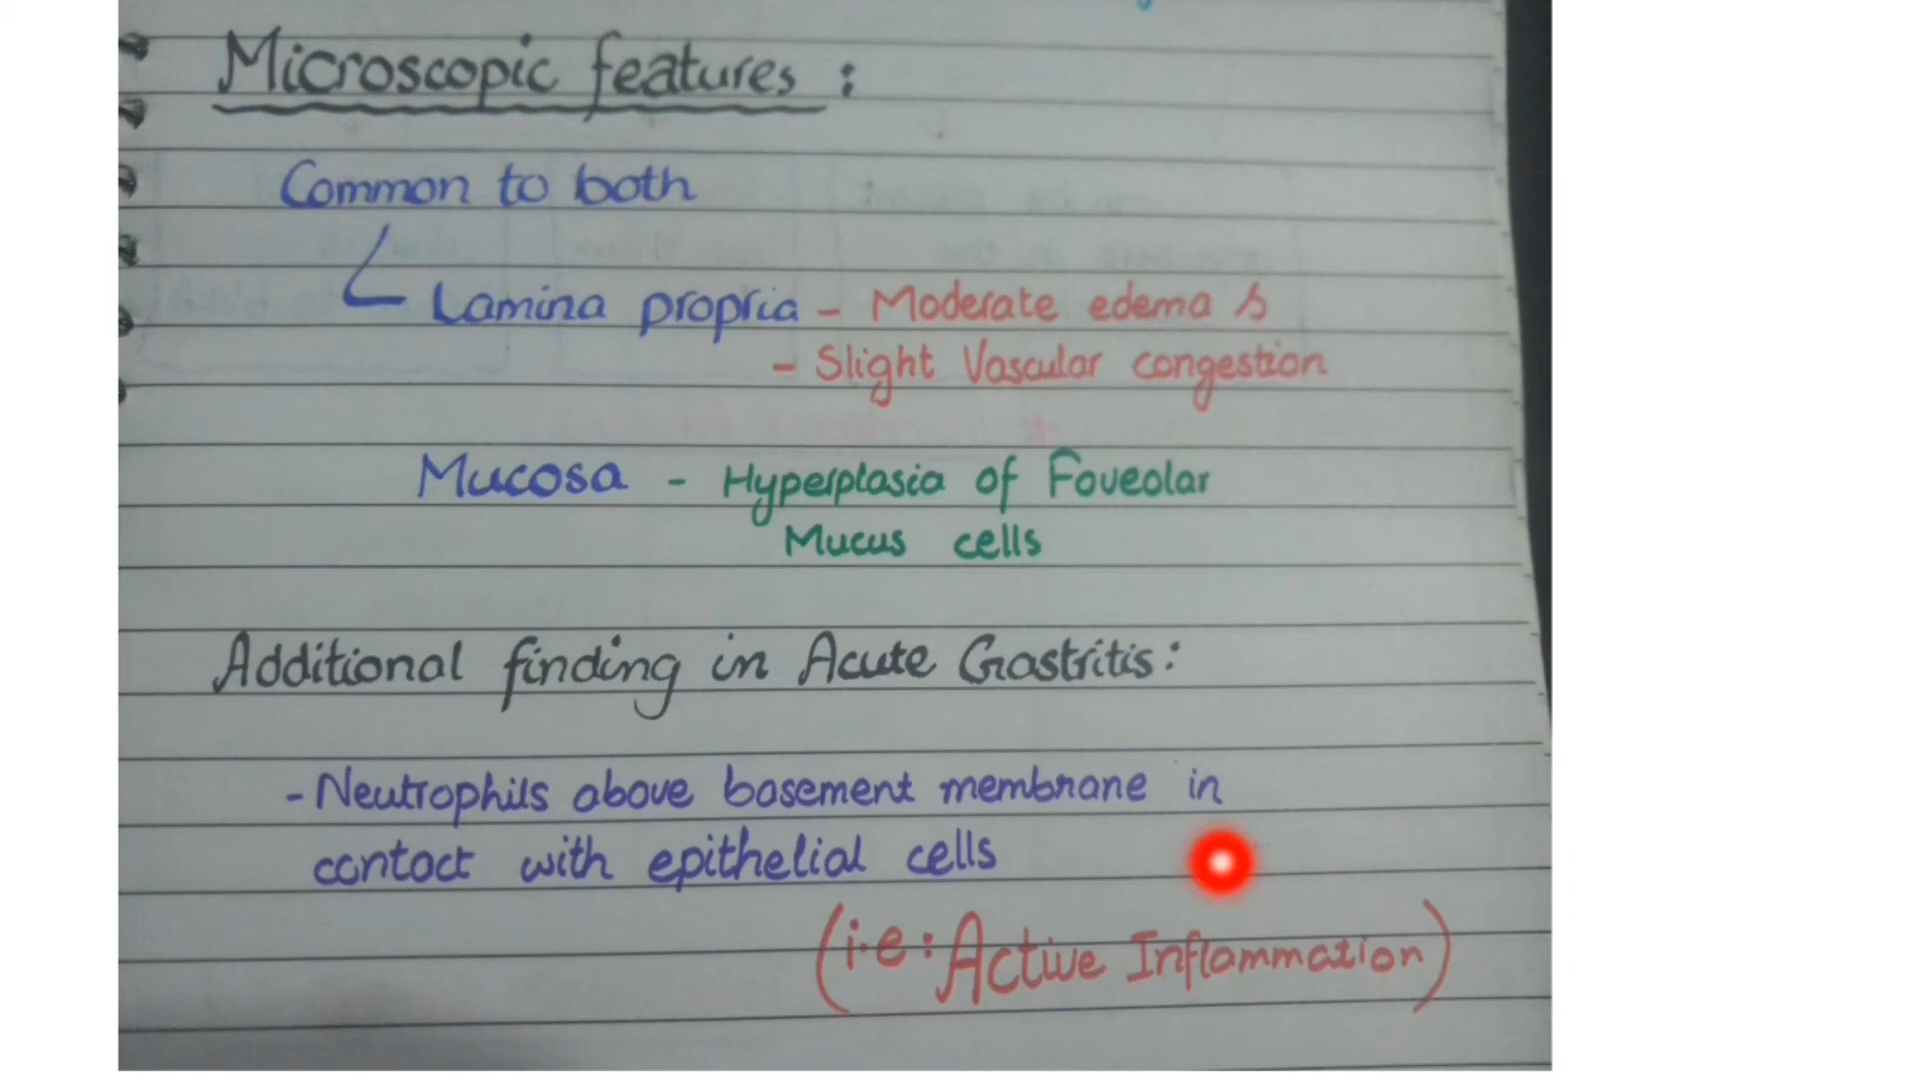 Microscopic features :
Common to both
Lamina propria - Moderate edema &
- Slight Vascular congestion
Mucosa - Hyperplasia of Foveolar
Mucus cells
Additional finding in Acute Gastritis:
- Neutrophils above basement membrane in
contact with epithelial cells
(i.e: Active Inflammation)